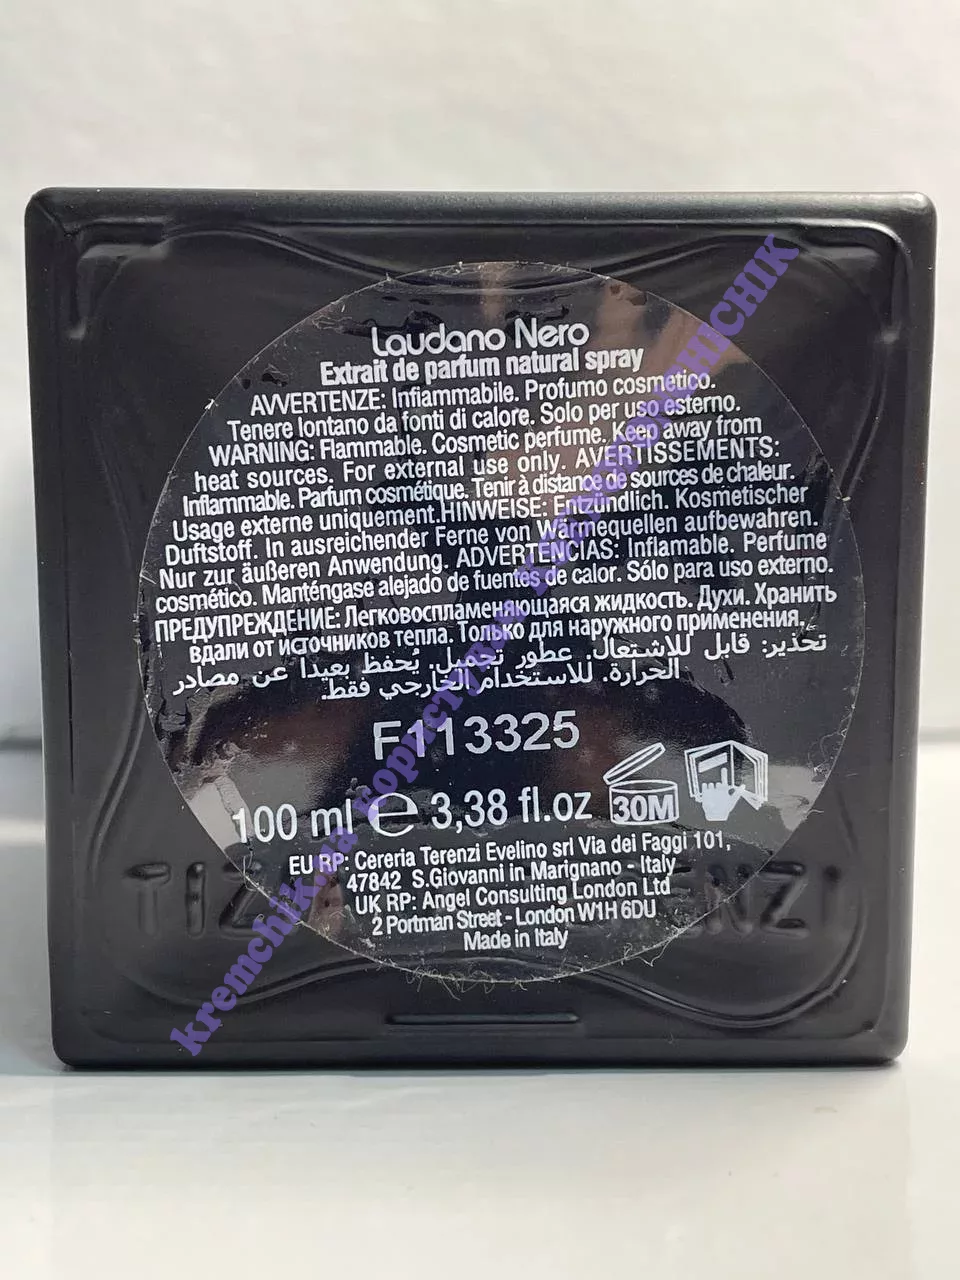 Laudano Nero
Extrait de parfum natural spray
AVVERTENZE: Infiammabile. Profumo cosmetico.
Tenere lontano da fonti di calore. Solo per uso esterno.
WARNING: Flammable. Cosmetic perfume. Keep away from
heat sources. For external use only. AVERTISSEMENTS:
Inflammable. Parfum cosmétique. Tenir à distance de sources de chaleur.
Usage externe uniquement.HINWEISE: Entzündlich. Kosmetischer
Duftstoff. In ausreichender Ferne von Wärmequellen aufbewahren.
Nur zur äußeren Anwendung. ADVERTENCIAS: Inflamable. Perfume
cosmético. Manténgase alejado de fuentes de calor. Sólo para uso externo.
ПРЕДУПРЕЖДЕНИЕ: Легковоспламеняющаяся жидкость. Духи. Хранить
вдали от источников тепла. Только для наружного применения.
تحذير: قابل للاشتعال. عطور تجميل. يُحفظ بعيداً عن مصادر
الحرارة. للاستخدام الخارجي فقط.
F113325
100 ml e 3,38 fl.oz 30M
EU RP: Cereria Terenzi Evelino srl Via dei Faggi 101,
47842 S.Giovanni in Marignano - Italy
UK RP: Angel Consulting London Ltd
2 Portman Street - London W1H 6DU
Made in Italy
TIZ ENZI
kremchik.ua користувач KREMCHICHIK